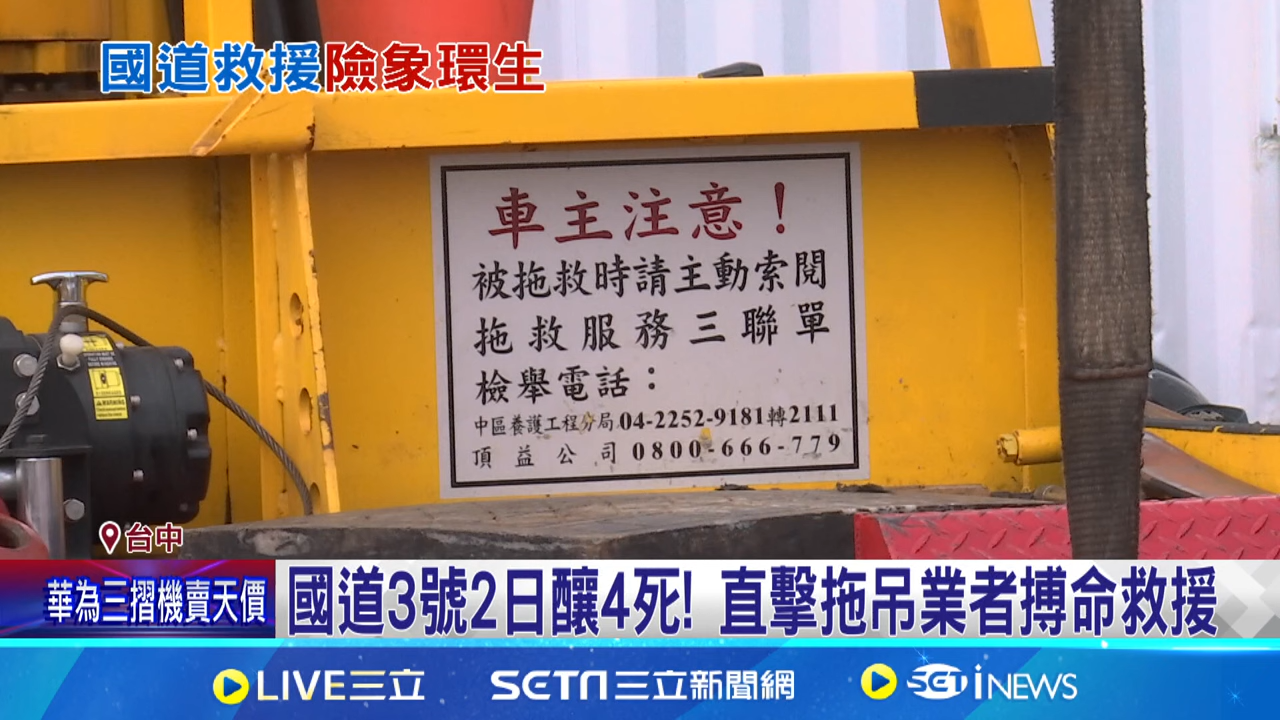 國道救援險象環生
車主注意！
被拖救時請主動索閱
拖救服務三聯單
檢舉電話：
中區養護工程分局04-2252-9181轉2111
頂益公司0800-666-779
台中
華為三摺機賣天價
國道3號2日釀4死! 直擊拖吊業者搏命救援
LIVE三立
SETN三立新聞網
SETiNEWS